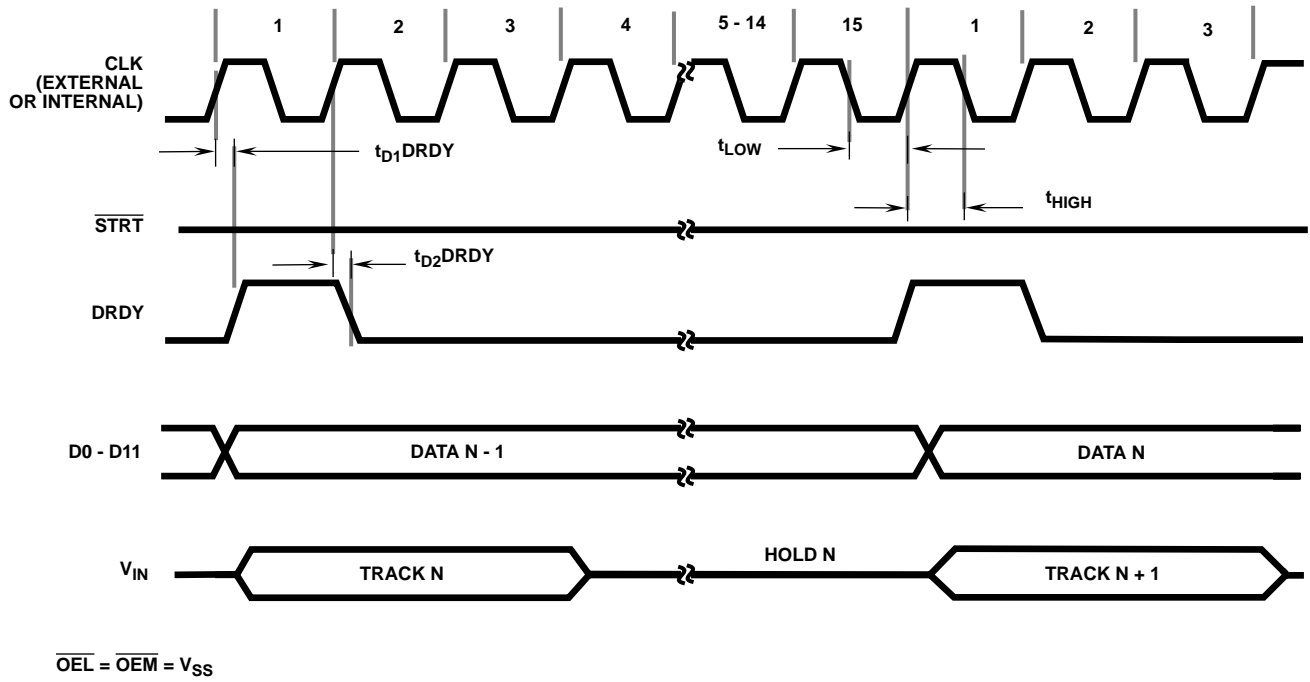 1 2 3 4 5 - 14 15 1 2 3
CLK
(EXTERNAL
OR INTERNAL)
tD1DRDY
tLOW
tHIGH
STRT
tD2DRDY
DRDY
D0 - D11
DATA N - 1
DATA N
HOLD N
VIN
TRACK N
TRACK N + 1
OEL = OEM = VSS